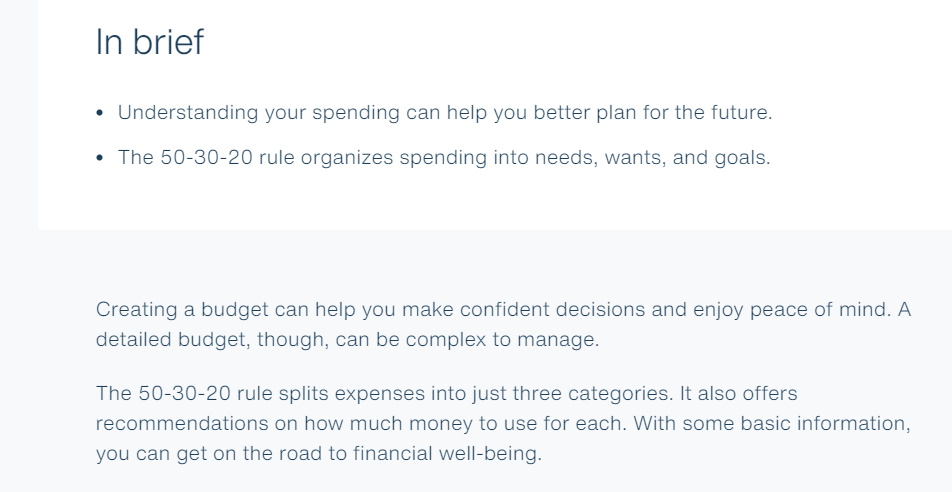 In brief
• Understanding your spending can help you better plan for the future.
• The 50-30-20 rule organizes spending into needs, wants, and goals.
Creating a budget can help you make confident decisions and enjoy peace of mind. A
detailed budget, though, can be complex to manage.
The 50-30-20 rule splits expenses into just three categories. It also offers
recommendations on how much money to use for each. With some basic information,
you can get on the road to financial well-being.